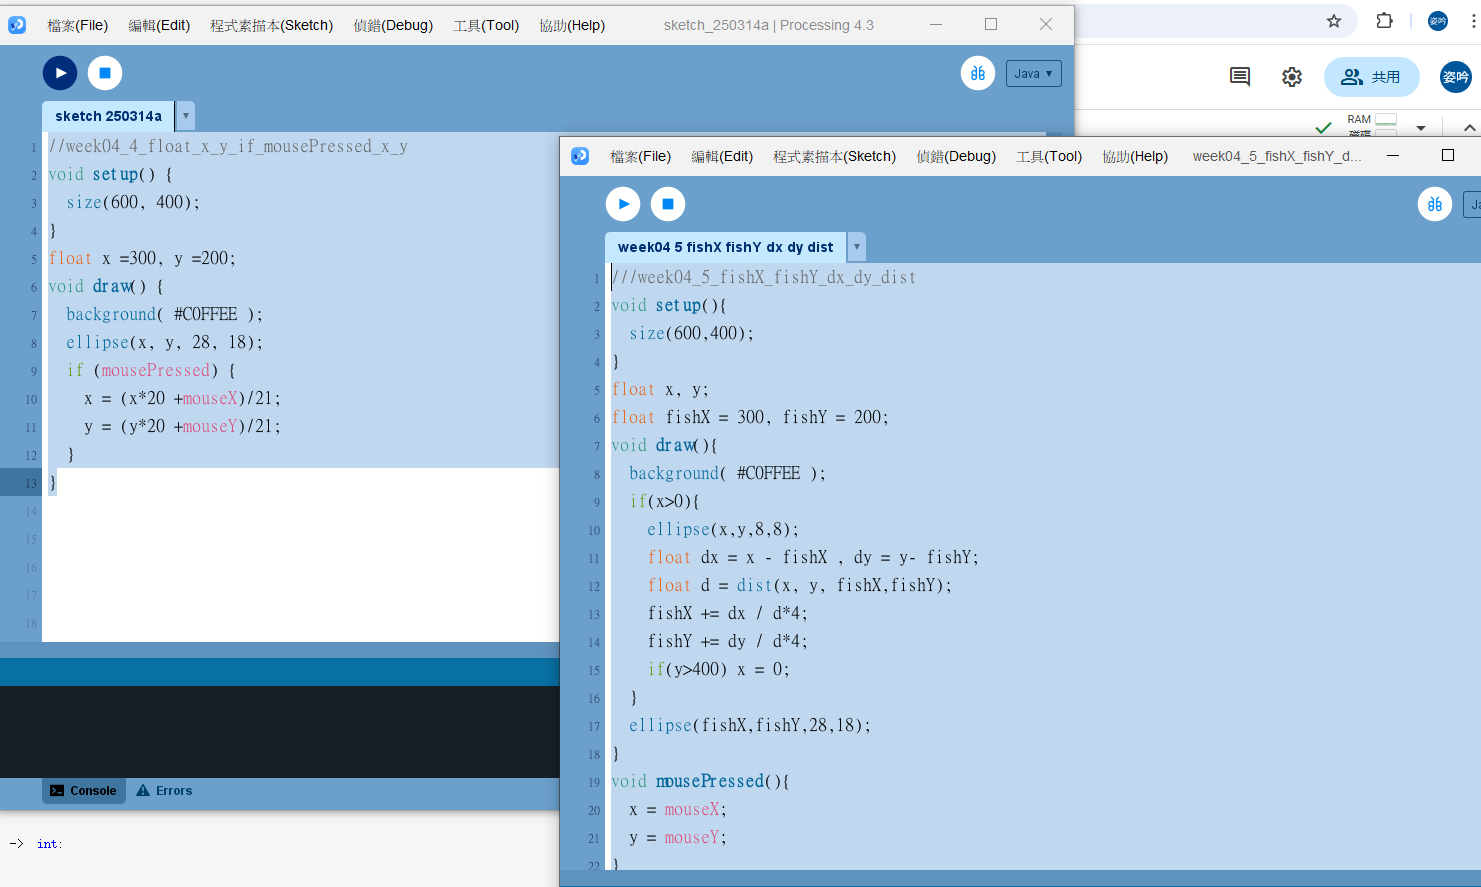 檔案(File) 編輯(Edit) 程式素描本(Sketch) 偵錯(Debug) 工具(Tool) 協助(Help) sketch_250314a | Processing 4.3
Java
sketch 250314a
1 //week04_4_float_x_y_if_mousePressed_x_y
2 void setup() {
3 size(600, 400);
4 }
5 float x =300, y =200;
6 void draw() {
7 background( #C0FFEE );
8 ellipse(x, y, 28, 18);
9 if (mousePressed) {
10 x = (x*20 +mouseX)/21;
11 y = (y*20 +mouseY)/21;
12 }
13 }
14
15
16
17
18
Console Errors
-> int:
姿吟
共用 姿吟
RAM
檔案(File) 編輯(Edit) 程式素描本(Sketch) 偵錯(Debug) 工具(Tool) 協助(Help) week04_5_fishX_fishY_d...
Ja
week04 5 fishX fishY dx dy dist
1 ///week04_5_fishX_fishY_dx_dy_dist
2 void setup(){
3 size(600,400);
4 }
5 float x, y;
6 float fishX = 300, fishY = 200;
7 void draw(){
8 background( #C0FFEE );
9 if(x>0){
10 ellipse(x,y,8,8);
11 float dx = x - fishX , dy = y- fishY;
12 float d = dist(x, y, fishX,fishY);
13 fishX += dx / d*4;
14 fishY += dy / d*4;
15 if(y>400) x = 0;
16 }
17 ellipse(fishX,fishY,28,18);
18 }
19 void mousePressed(){
20 x = mouseX;
21 y = mouseY;
22 }